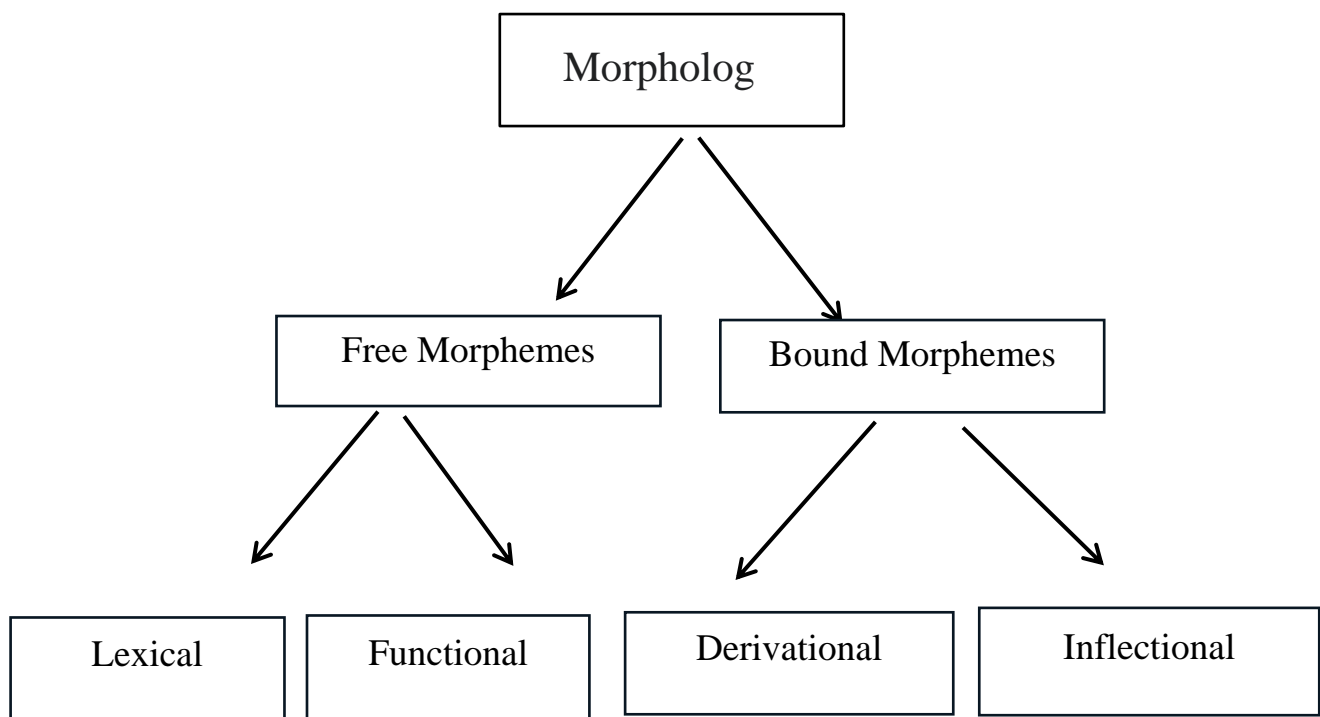 Morpholog
Free Morphemes
Bound Morphemes
Lexical
Functional
Derivational
Inflectional